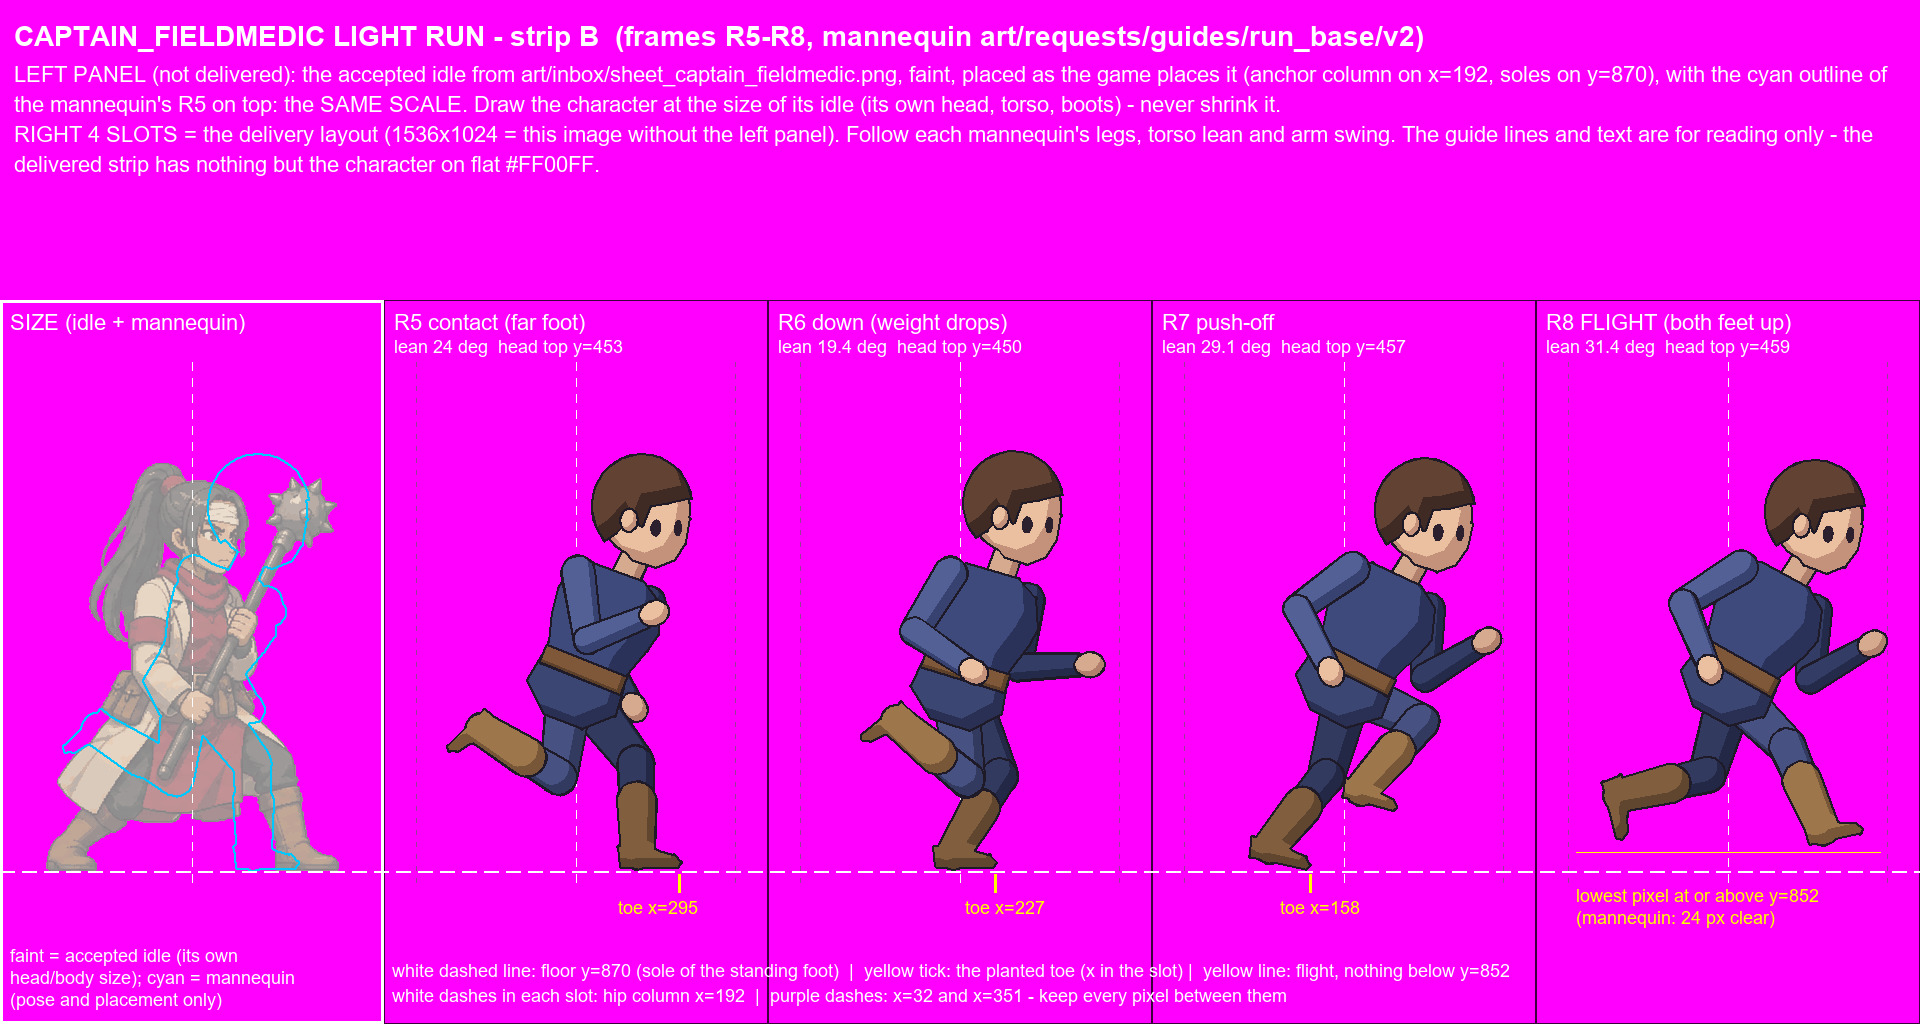 CAPTAIN_FIELDMEDIC LIGHT RUN - strip B  (frames R5-R8, mannequin art/requests/guides/run_base/v2)
LEFT PANEL (not delivered): the accepted idle from art/inbox/sheet_captain_fieldmedic.png, faint, placed as the game places it (anchor column on x=192, soles on y=870), with the cyan outline of
the mannequin's R5 on top: the SAME SCALE. Draw the character at the size of its idle (its own head, torso, boots) - never shrink it.
RIGHT 4 SLOTS = the delivery layout (1536x1024 = this image without the left panel). Follow each mannequin's legs, torso lean and arm swing. The guide lines and text are for reading only - the
delivered strip has nothing but the character on flat #FF00FF.
SIZE (idle + mannequin)
R5 contact (far foot)
lean 24 deg  head top y=453
R6 down (weight drops)
lean 19.4 deg  head top y=450
R7 push-off
lean 29.1 deg  head top y=457
R8 FLIGHT (both feet up)
lean 31.4 deg  head top y=459
toe x=295
toe x=227
toe x=158
lowest pixel at or above y=852
(mannequin: 24 px clear)
faint = accepted idle (its own
head/body size); cyan = mannequin
(pose and placement only)
white dashed line: floor y=870 (sole of the standing foot)  |  yellow tick: the planted toe (x in the slot) |  yellow line: flight, nothing below y=852
white dashes in each slot: hip column x=192  |  purple dashes: x=32 and x=351 - keep every pixel between them